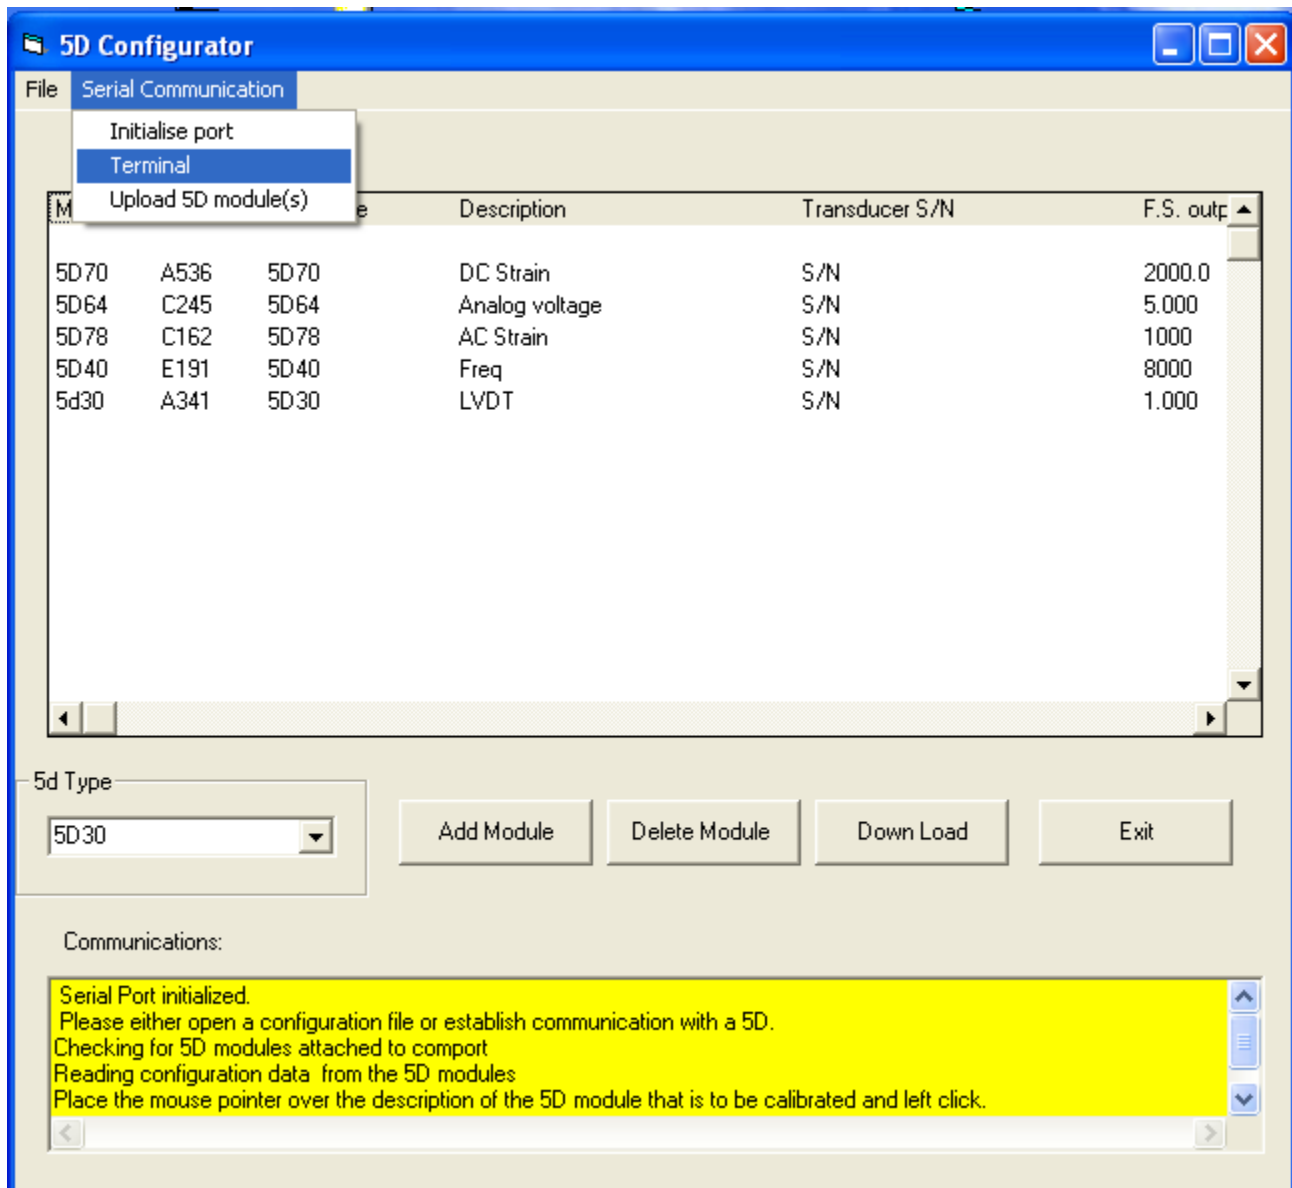 5D Configurator
File Serial Communication
Initialise port
Terminal
Upload 5D module(s)
M e Description Transducer S/N F.S. outp
5D70 A536 5D70 DC Strain S/N 2000.0
5D64 C245 5D64 Analog voltage S/N 5.000
5D78 C162 5D78 AC Strain S/N 1000
5D40 E191 5D40 Freq S/N 8000
5d30 A341 5D30 LVDT S/N 1.000
5d Type
5D30 Add Module Delete Module Down Load Exit
Communications:
Serial Port initialized.
Please either open a configuration file or establish communication with a 5D.
Checking for 5D modules attached to comport
Reading configuration data from the 5D modules
Place the mouse pointer over the description of the 5D module that is to be calibrated and left click.